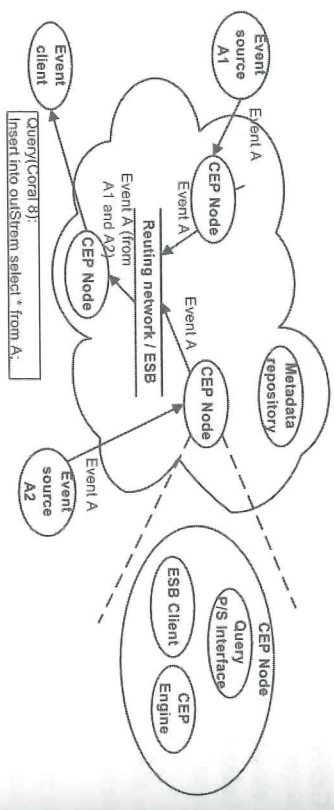 Event
source
A1
Event A
CEP Node
Event A
Metadata
repository
CEP Node
Event A
Routing network / ESB
Event A (from
A1 and A2)
CEP Node
Event
client
Query(Coral 8):
Insert into outStrem select * from A;
Event A
Event
source
A2
CEP Node
Query
P/S Interface
ESB Client
CEP
Engine